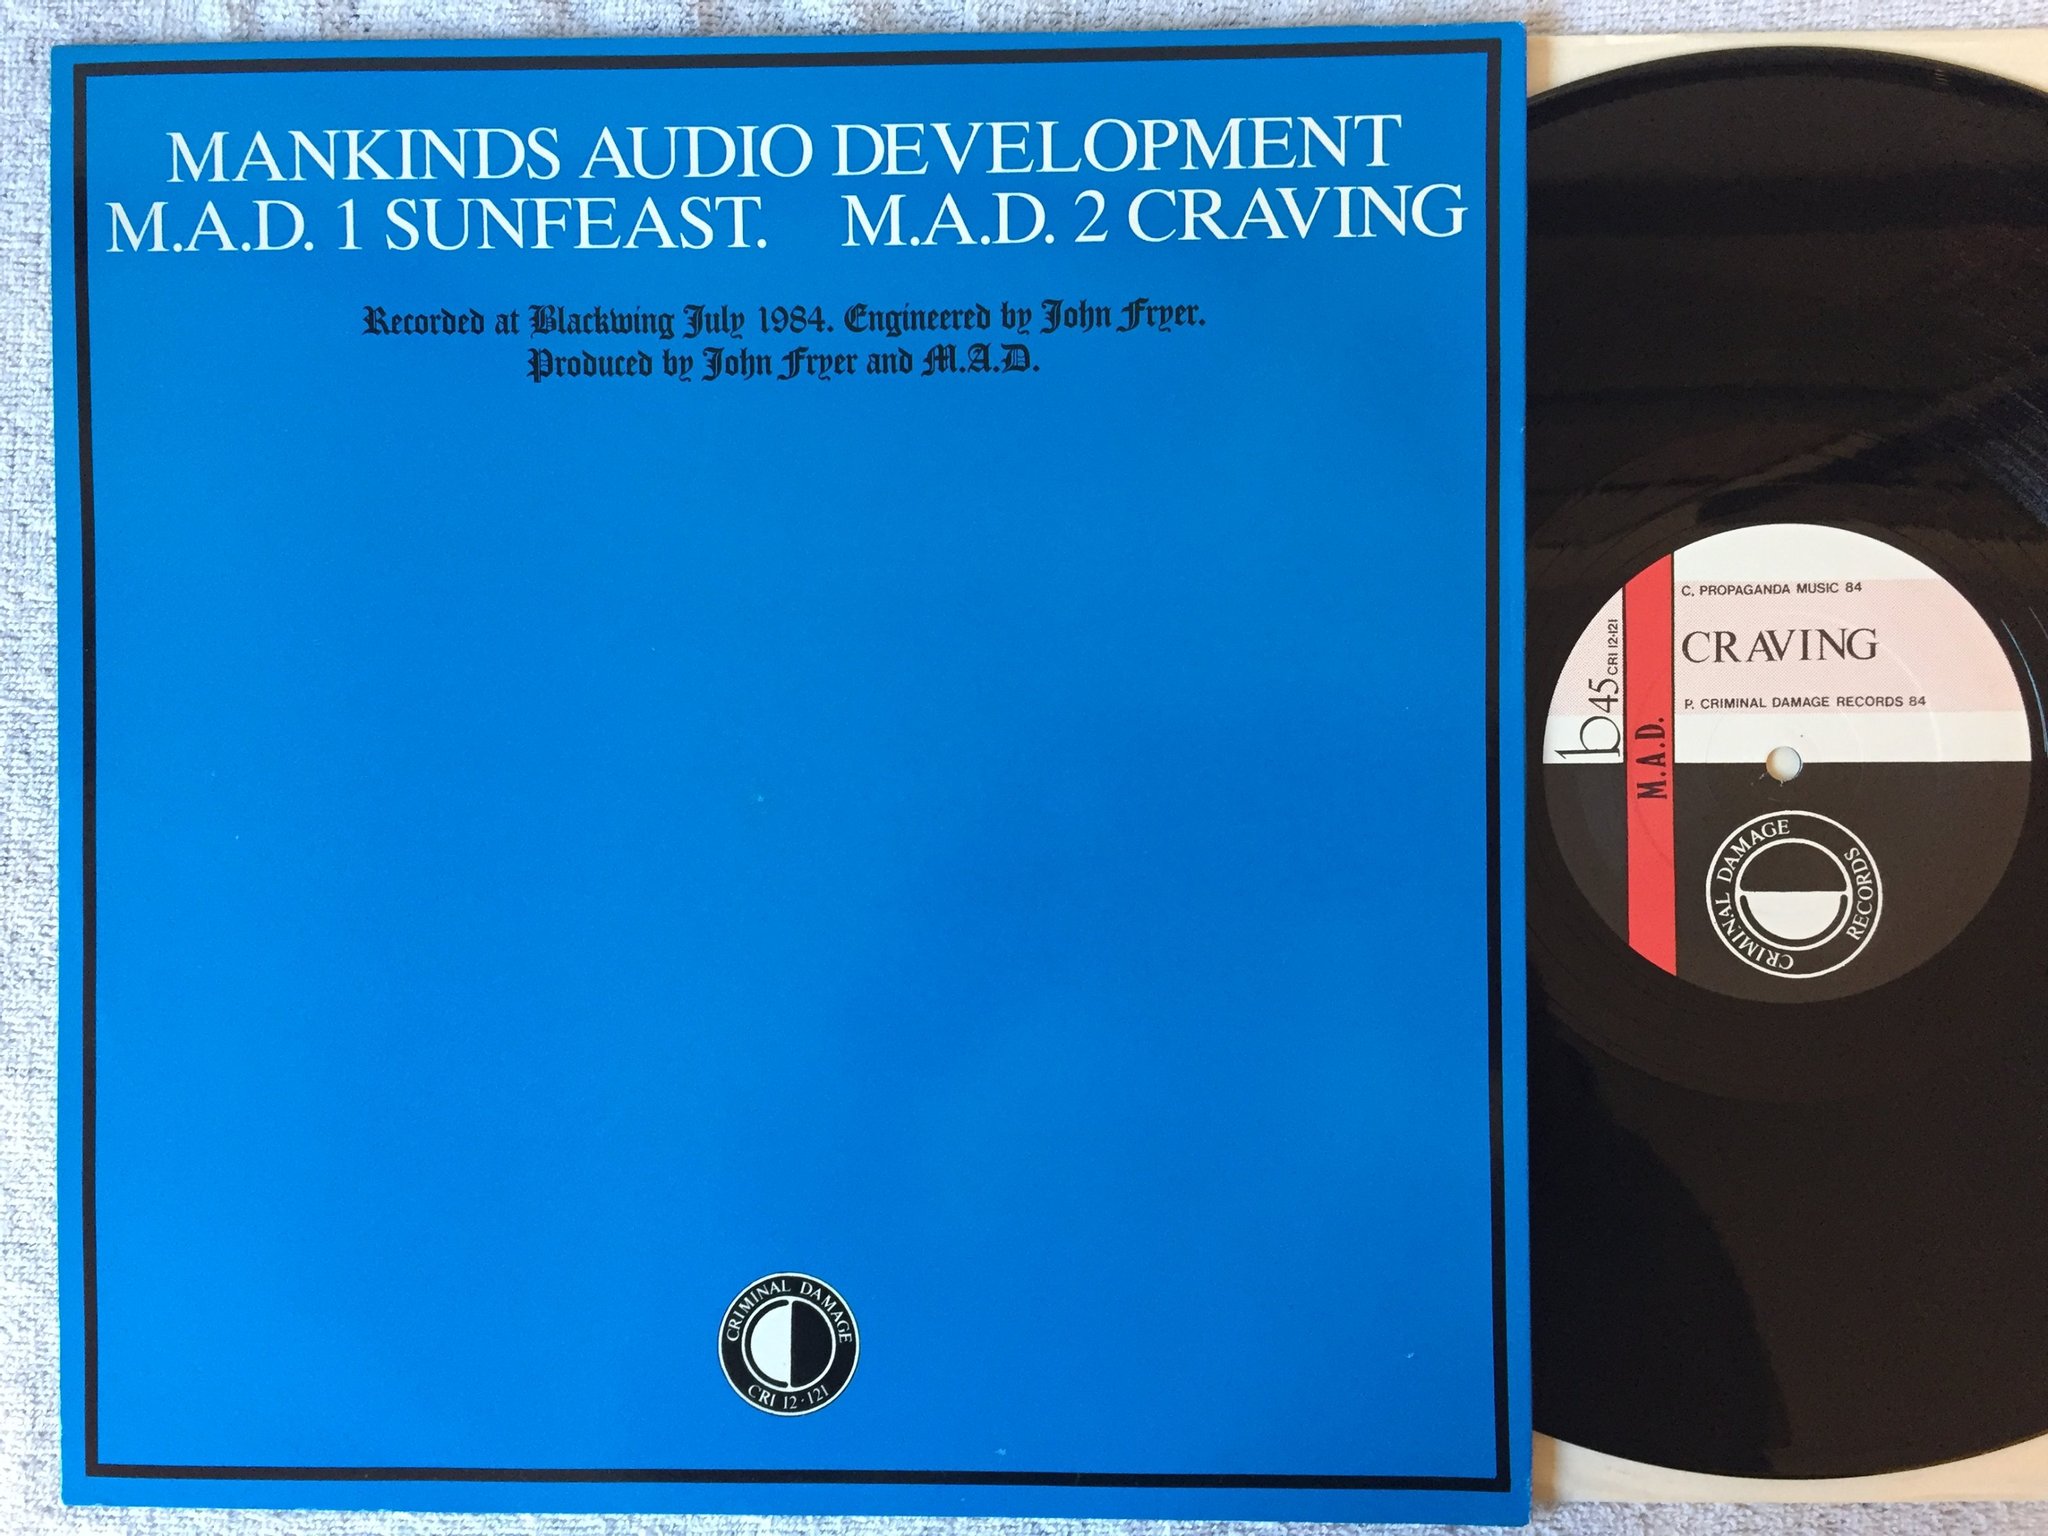 MANKINDS AUDIO DEVELOPMENT
M.A.D. 1 SUNFEAST. M.A.D. 2 CRAVING
Recorded at Blackwing July 1984. Engineered by John Fryer.
Produced by John Fryer and M.A.D.
CRIMINAL DAMAGE
CRI 12·121
C. PROPAGANDA MUSIC 84
CRAVING
P. CRIMINAL DAMAGE RECORDS 84
b45 CRI 12-121
M.A.D.
CRIMINAL DAMAGE RECORDS